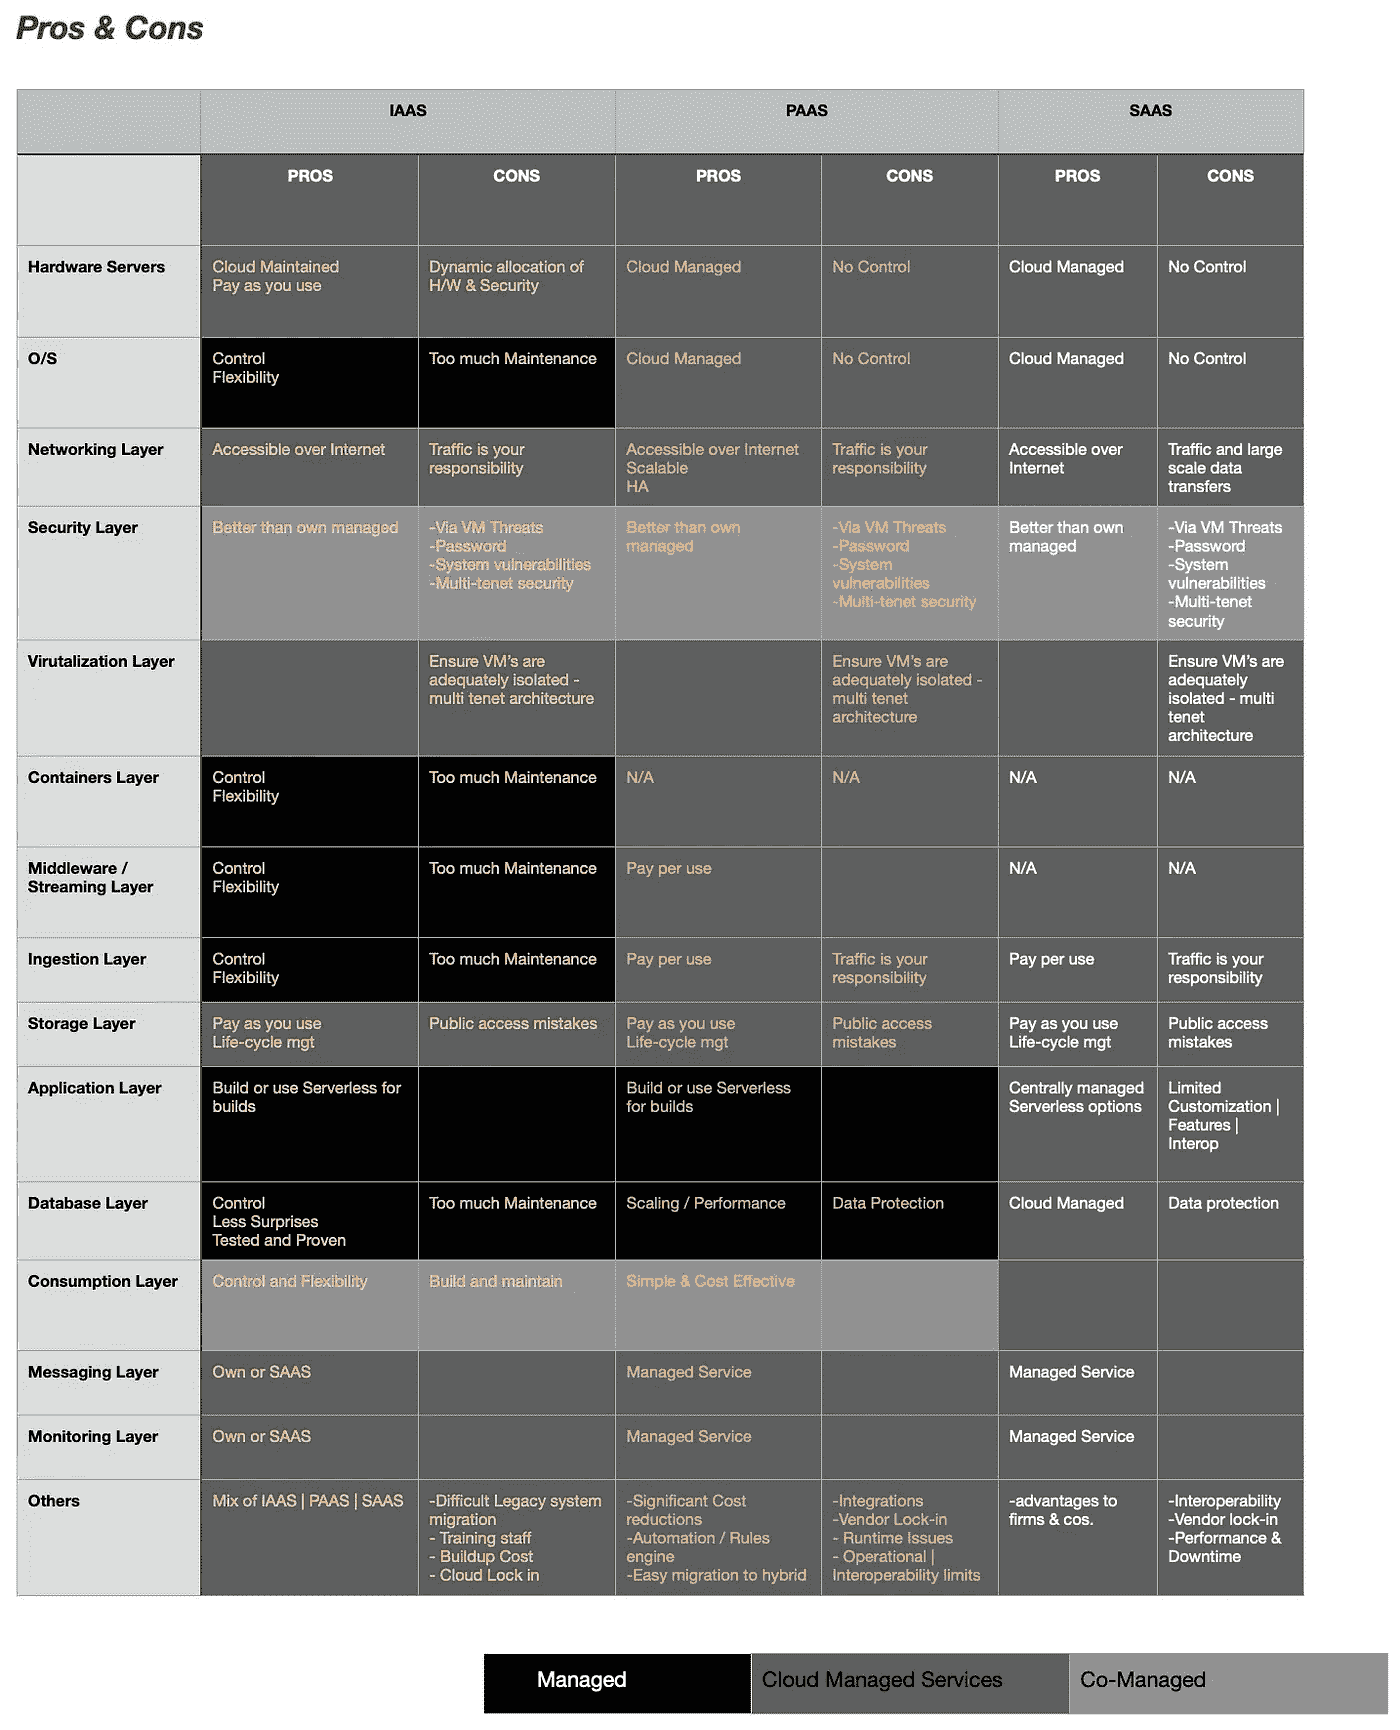 Pros & Cons
IAAS
PAAS
SAAS
PROS
CONS
PROS
CONS
PROS
CONS
Hardware Servers
Cloud Maintained
Pay as you use
Dynamic allocation of
H/W & Security
Cloud Managed
No Control
Cloud Managed
No Control
O/S
Control
Flexibility
Too much Maintenance
Cloud Managed
No Control
Cloud Managed
No Control
Networking Layer
Accessible over Internet
Traffic is your
responsibility
Accessible over Internet
Scalable
HA
Traffic is your
responsibility
Accessible over
Internet
Traffic and large
scale data
transfers
Security Layer
Better than own managed
-Via VM Threats
-Password
-System vulnerabilities
-Multi-tenet security
Better than own
managed
-Via VM Threats
-Password
-System
vulnerabilities
-Multi-tenet security
Better than own
managed
-Via VM Threats
-Password
-System
vulnerabilities
-Multi-tenet
security
Virutalization Layer
Ensure VM's are
adequately isolated -
multi tenet architecture
Ensure VM's are
adequately isolated -
multi tenet
architecture
Ensure VM's are
adequately
isolated - multi
tenet
architecture
Containers Layer
Control
Flexibility
Too much Maintenance
N/A
N/A
N/A
N/A
Middleware /
Streaming Layer
Control
Flexibility
Too much Maintenance
Pay per use
N/A
N/A
Ingestion Layer
Control
Flexibility
Too much Maintenance
Pay per use
Traffic is your
responsibility
Pay per use
Traffic is your
responsibility
Storage Layer
Pay as you use
Life-cycle mgt
Public access mistakes
Pay as you use
Life-cycle mgt
Public access
mistakes
Pay as you use
Life-cycle mgt
Public access
mistakes
Application Layer
Build or use Serverless for
builds
Build or use Serverless
for builds
Centrally managed
Serverless options
Limited
Customization |
Features |
Interop
Database Layer
Control
Less Surprises
Tested and Proven
Too much Maintenance
Scaling / Performance
Data Protection
Cloud Managed
Data protection
Consumption Layer
Control and Flexibility
Build and maintain
Simple & Cost Effective
Messaging Layer
Own or SAAS
Managed Service
Managed Service
Monitoring Layer
Own or SAAS
Managed Service
Managed Service
Others
Mix of IAAS | PAAS | SAAS
-Difficult Legacy system
migration
- Training staff
- Buildup Cost
- Cloud Lock in
-Significant Cost
reductions
-Automation / Rules
engine
-Easy migration to hybrid
-Integrations
-Vendor Lock-in
- Runtime Issues
- Operational |
Interoperability limits
-advantages to
firms & cos.
-Interoperability
-Vendor lock-in
-Performance &
Downtime
Managed
Cloud Managed Services
Co-Managed